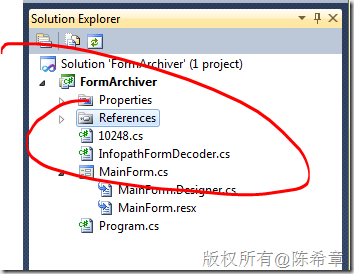 Solution Explorer
Solution 'FormArchiver' (1 project)
FormArchiver
Properties
References
10248.cs
InfopathFormDecoder.cs
MainForm.cs
MainForm.Designer.cs
MainForm.resx
Program.cs
版权所有@陈希章